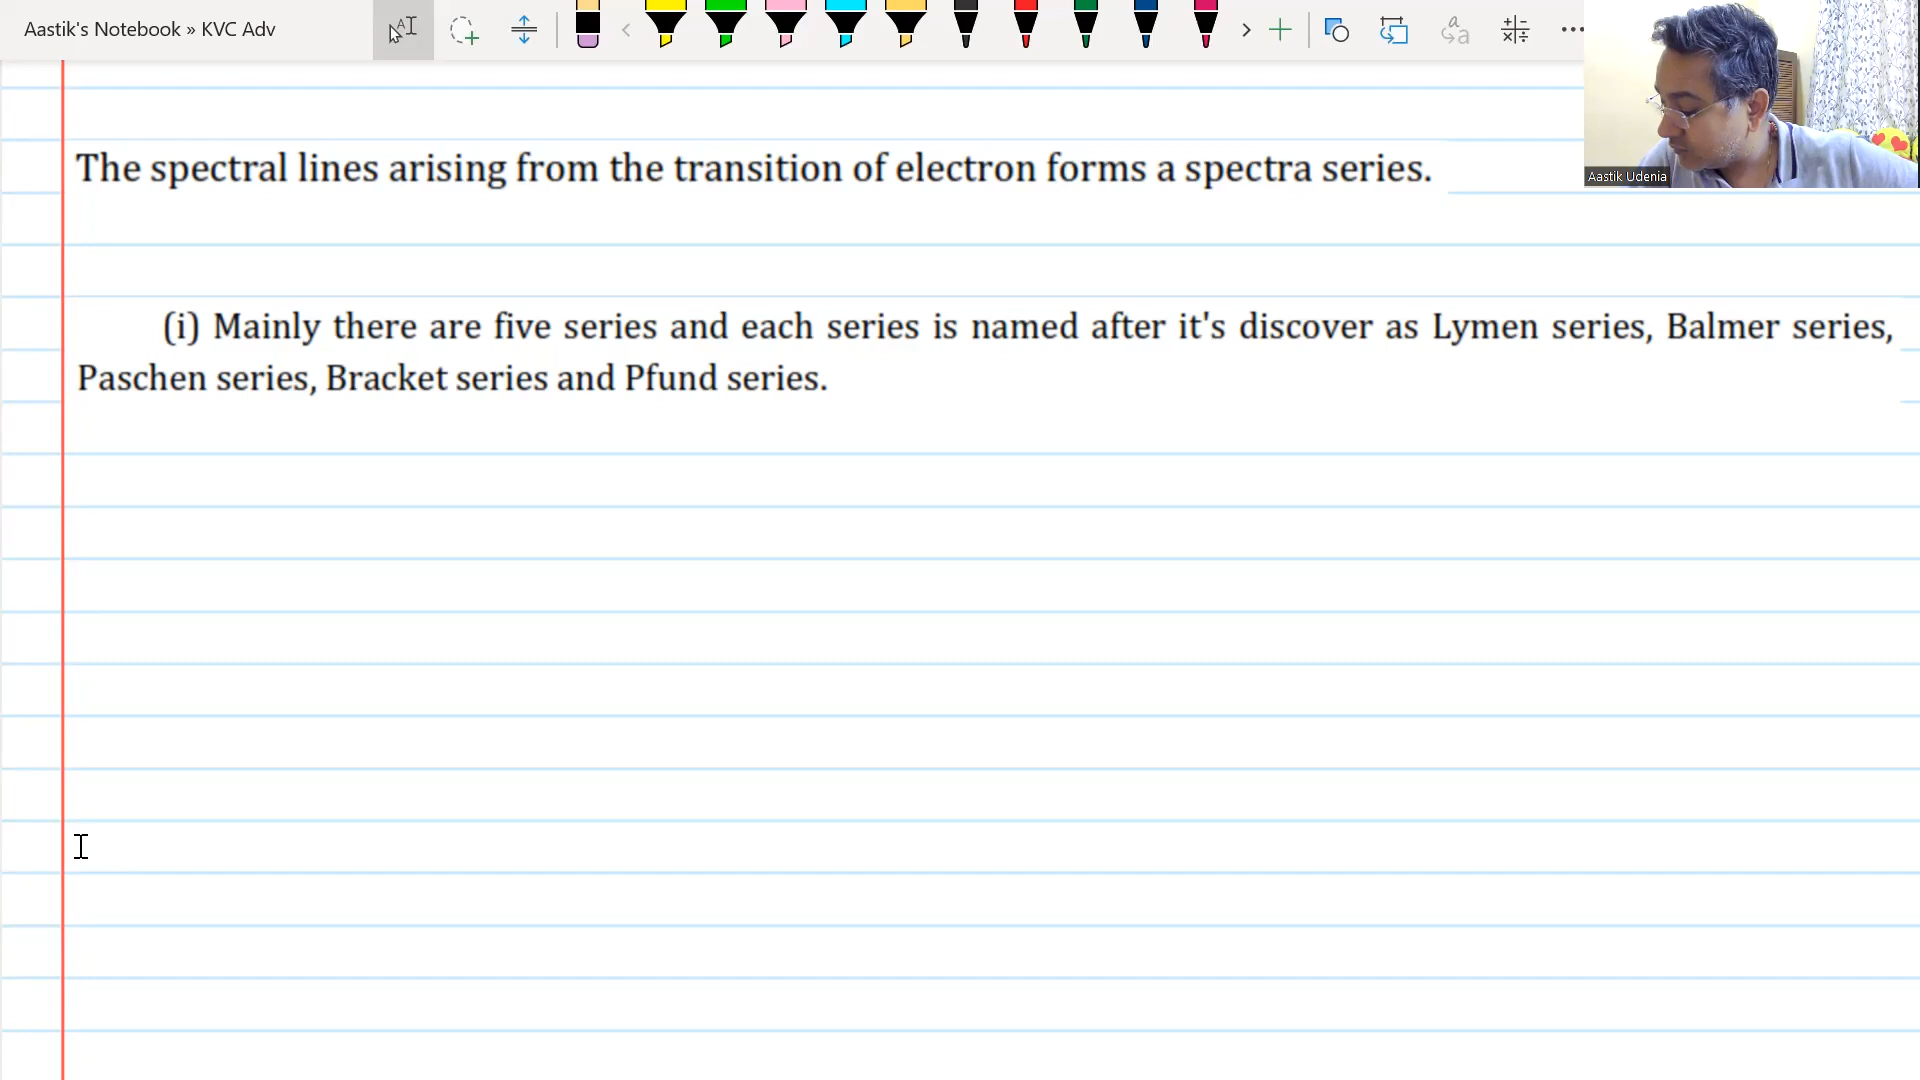 Aastik's Notebook » KVC Adv
Aastik Udenia
The spectral lines arising from the transition of electron forms a spectra series.
(i) Mainly there are five series and each series is named after it's discover as Lymen series, Balmer series,
Paschen series, Bracket series and Pfund series.